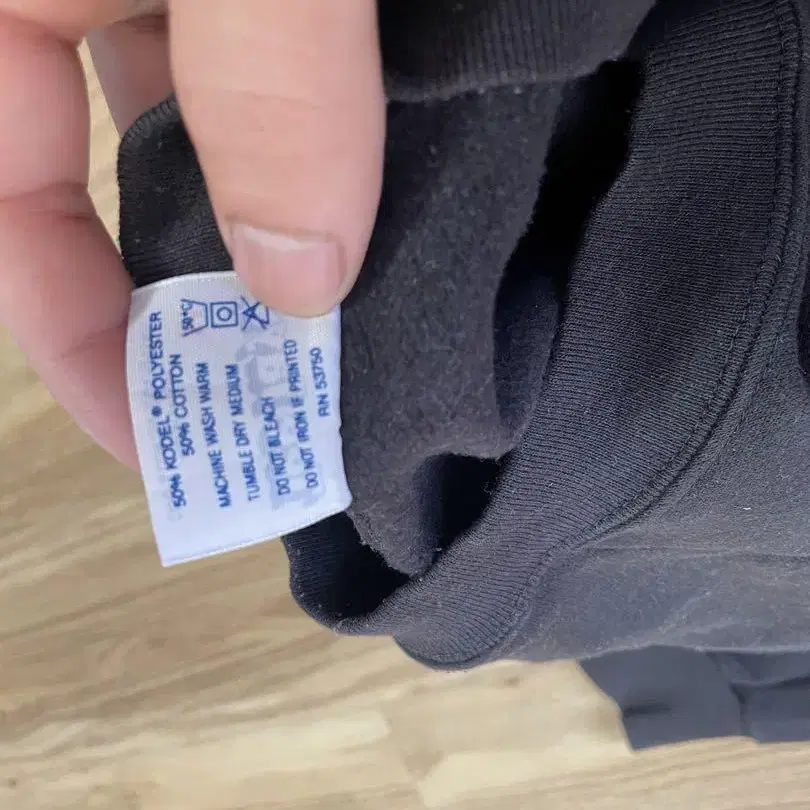 50°C
50% KODEL® POLYESTER
50% COTTON
MACHINE WASH WARM
TUMBLE DRY MEDIUM
DO NOT BLEACH
DO NOT IRON IF PRINTED
RN 53750